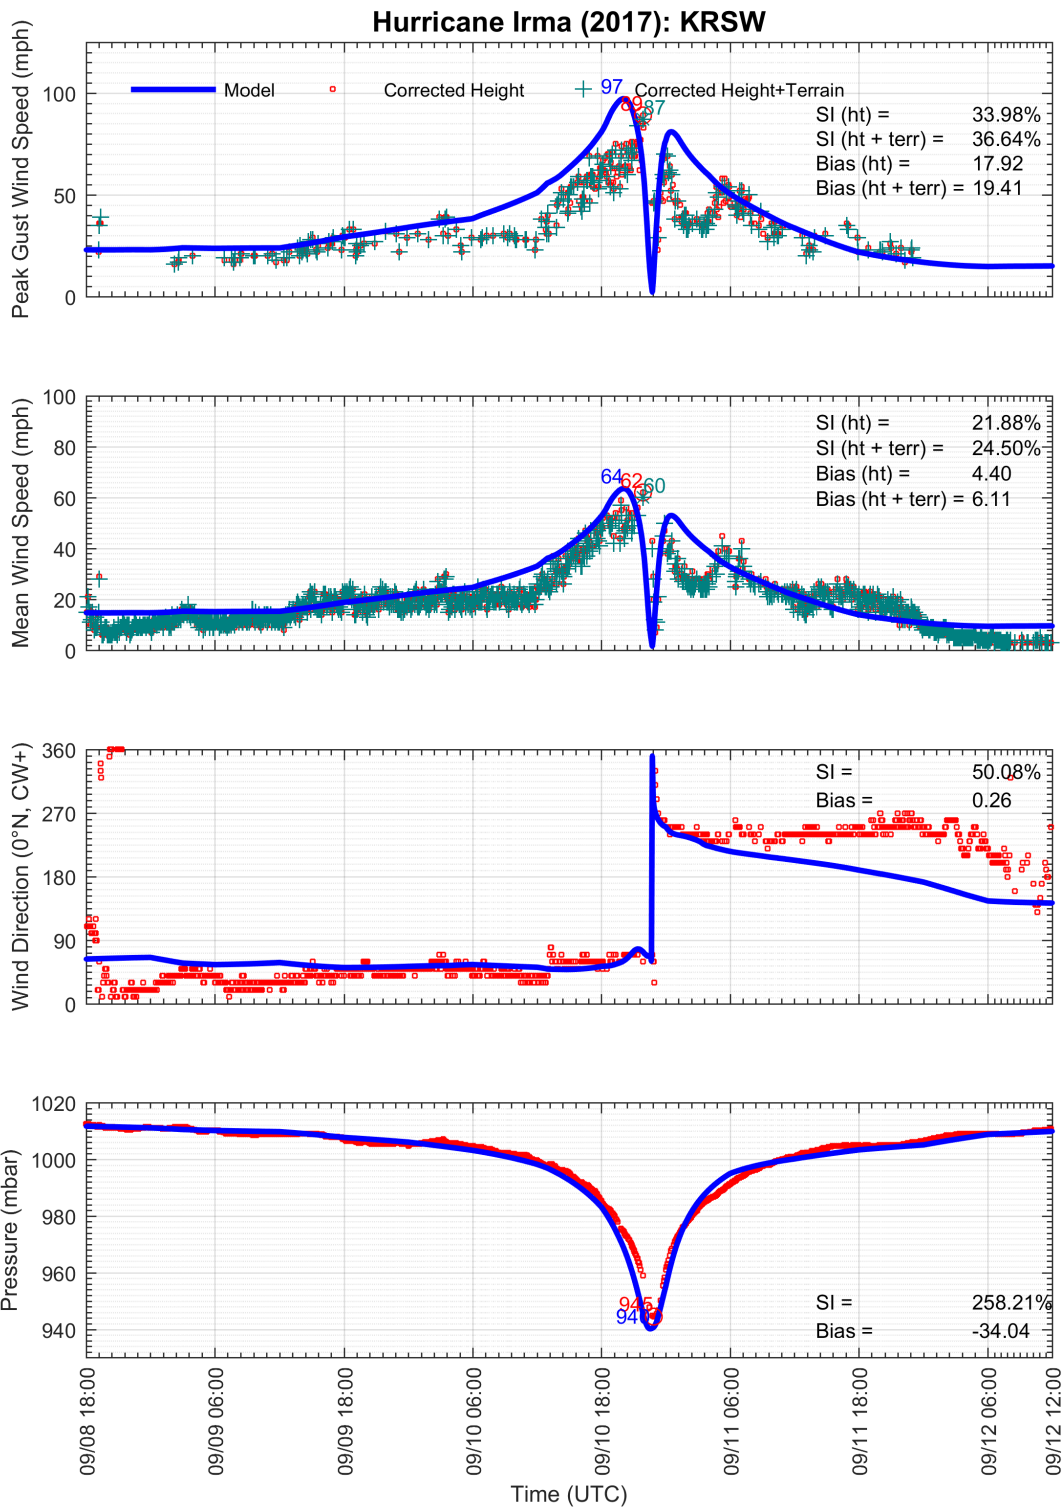 Hurricane Irma (2017): KRSW
Peak Gust Wind Speed (mph)
100
50
0
Model
Corrected Height
Corrected Height+Terrain
97
89
87
SI (ht) = 33.98%
SI (ht + terr) = 36.64%
Bias (ht) = 17.92
Bias (ht + terr) = 19.41
Mean Wind Speed (mph)
100
80
60
40
20
0
64
62
60
SI (ht) = 21.88%
SI (ht + terr) = 24.50%
Bias (ht) = 4.40
Bias (ht + terr) = 6.11
Wind Direction (0°N, CW+)
360
270
180
90
0
SI = 50.08%
Bias = 0.26
Pressure (mbar)
1020
1000
980
960
940
945
940
SI = 258.21%
Bias = -34.04
09/08 18:00
09/09 06:00
09/09 18:00
09/10 06:00
09/10 18:00
09/11 06:00
09/11 18:00
09/12 06:00
09/12 12:00
Time (UTC)